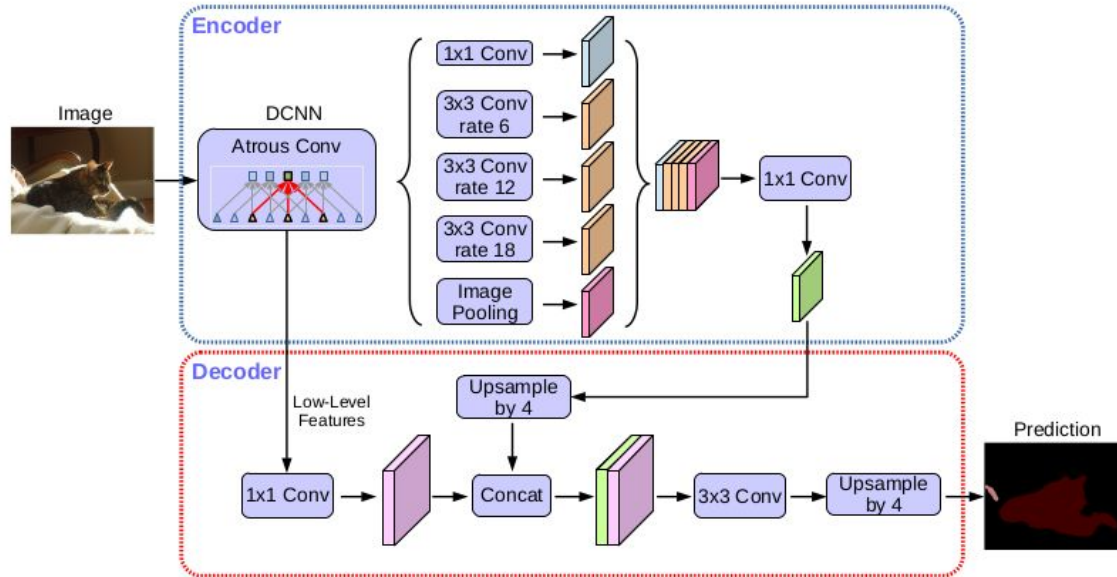 Encoder
Image
DCNN
Atrous Conv
1x1 Conv
3x3 Conv
rate 6
3x3 Conv
rate 12
3x3 Conv
rate 18
Image
Pooling
1x1 Conv
Decoder
Low-Level
Features
Upsample
by 4
1x1 Conv
Concat
3x3 Conv
Upsample
by 4
Prediction